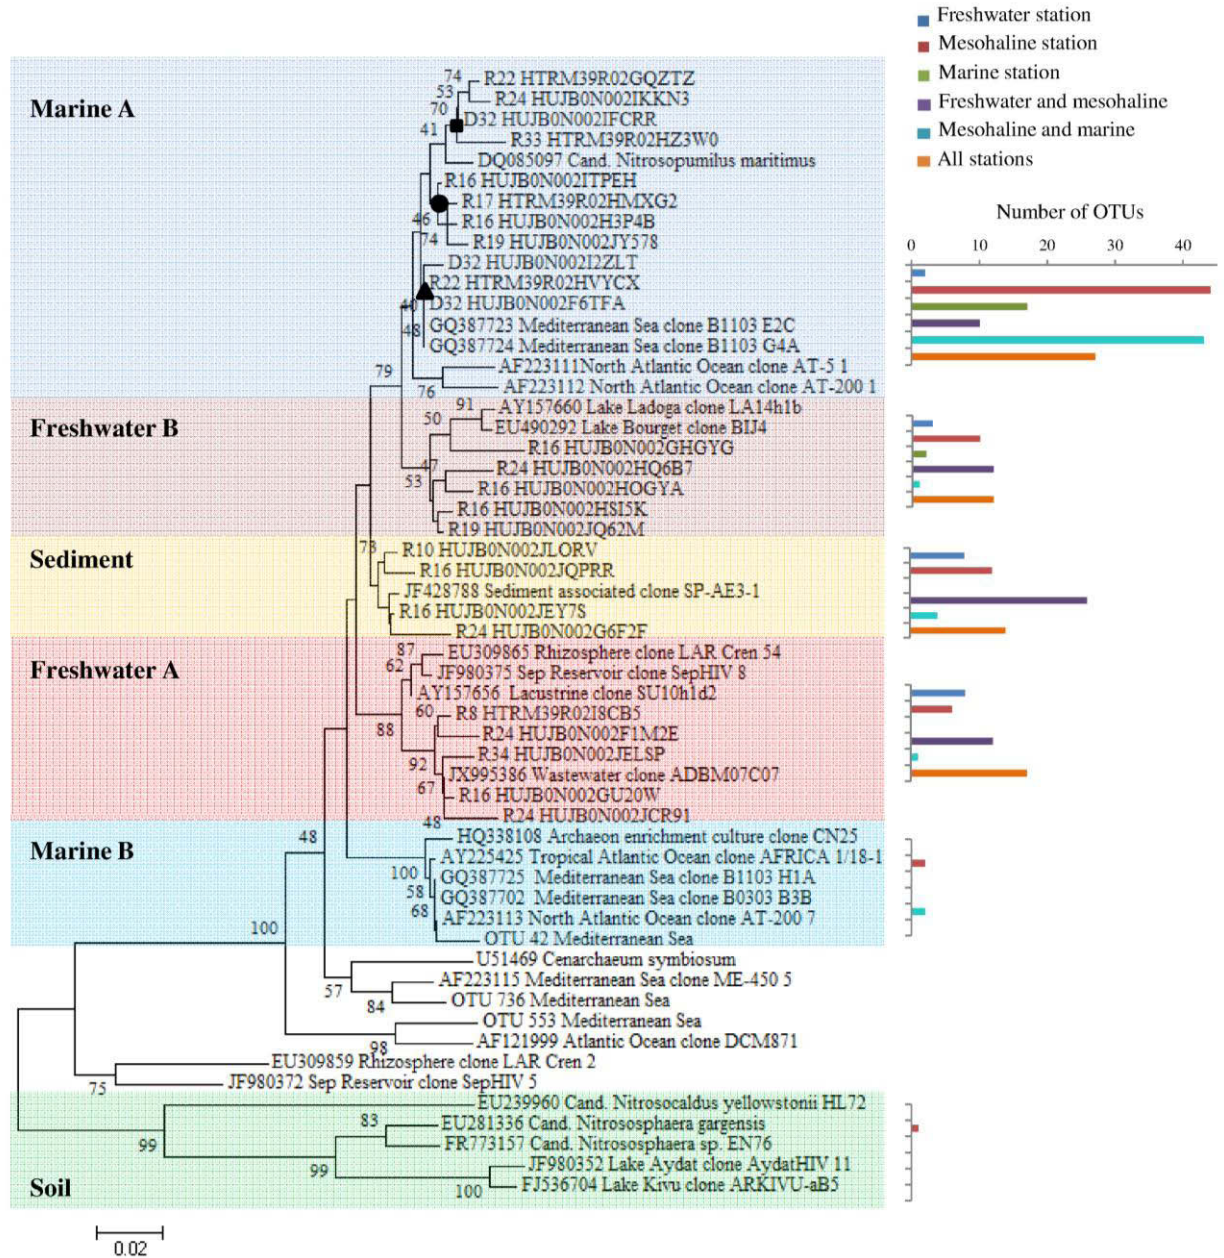 Freshwater station
Mesohaline station
Marine station
Freshwater and mesohaline
Mesohaline and marine
All stations
Number of OTUs
0 10 20 30 40
Marine A
74 R22 HTRM39R02GQZTZ
53 R24 HUJB0N002IKKN3
70 D32 HUJB0N002IFCRR
41 R33 HTRM39R02HZ3W0
DQ085097 Cand. Nitrosopumilus maritimus
R16 HUJB0N002ITPEH
R17 HTRM39R02HMXG2
46 R16 HUJB0N002H3P4B
74 R19 HUJB0N002JY578
D32 HUJB0N002I2ZLT
R22 HTRM39R02HVYCX
40 D32 HUJB0N002F6TFA
48 GQ387723 Mediterranean Sea clone B1103 E2C
GQ387724 Mediterranean Sea clone B1103 G4A
79 AF223111North Atlantic Ocean clone AT-5 1
76 AF223112 North Atlantic Ocean clone AT-200 1
Freshwater B
91 AY157660 Lake Ladoga clone LA14h1b
50 EU490292 Lake Bourget clone BIJ4
R16 HUJB0N002GHGYG
47 R24 HUJB0N002HQ6B7
53 R16 HUJB0N002HOGYA
R16 HUJB0N002HSI5K
R19 HUJB0N002JQ62M
Sediment
73 R10 HUJB0N002JLORV
R16 HUJB0N002JQPRR
JF428788 Sediment associated clone SP-AE3-1
R16 HUJB0N002JEY7S
R24 HUJB0N002G6F2F
Freshwater A
87 EU309865 Rhizosphere clone LAR Cren 54
62 JF980375 Sep Reservoir clone SepHIV 8
AY157656 Lacustrine clone SU10h1d2
60 R8 HTRM39R02I8CB5
88 R24 HUJB0N002F1M2E
R34 HUJB0N002JELSP
92 JX995386 Wastewater clone ADBM07C07
67 R16 HUJB0N002GU20W
48 R24 HUJB0N002JCR91
Marine B
48 HQ338108 Archaeon enrichment culture clone CN25
AY225425 Tropical Atlantic Ocean clone AFRICA 1/18-1
100 GQ387725 Mediterranean Sea clone B1103 H1A
58 GQ387702 Mediterranean Sea clone B0303 B3B
68 AF223113 North Atlantic Ocean clone AT-200 7
100 OTU 42 Mediterranean Sea
U51469 Cenarchaeum symbiosum
57 AF223115 Mediterranean Sea clone ME-450 5
84 OTU 736 Mediterranean Sea
OTU 553 Mediterranean Sea
98 AF121999 Atlantic Ocean clone DCM871
EU309859 Rhizosphere clone LAR Cren 2
75 JF980372 Sep Reservoir clone SepHIV 5
EU239960 Cand. Nitrosocaldus yellowstonii HL72
83 EU281336 Cand. Nitrososphaera gargensis
99 FR773157 Cand. Nitrososphaera sp. EN76
99 JF980352 Lake Aydat clone AydatHIV 11
100 FJ536704 Lake Kivu clone ARKIVU-aB5
Soil
0.02